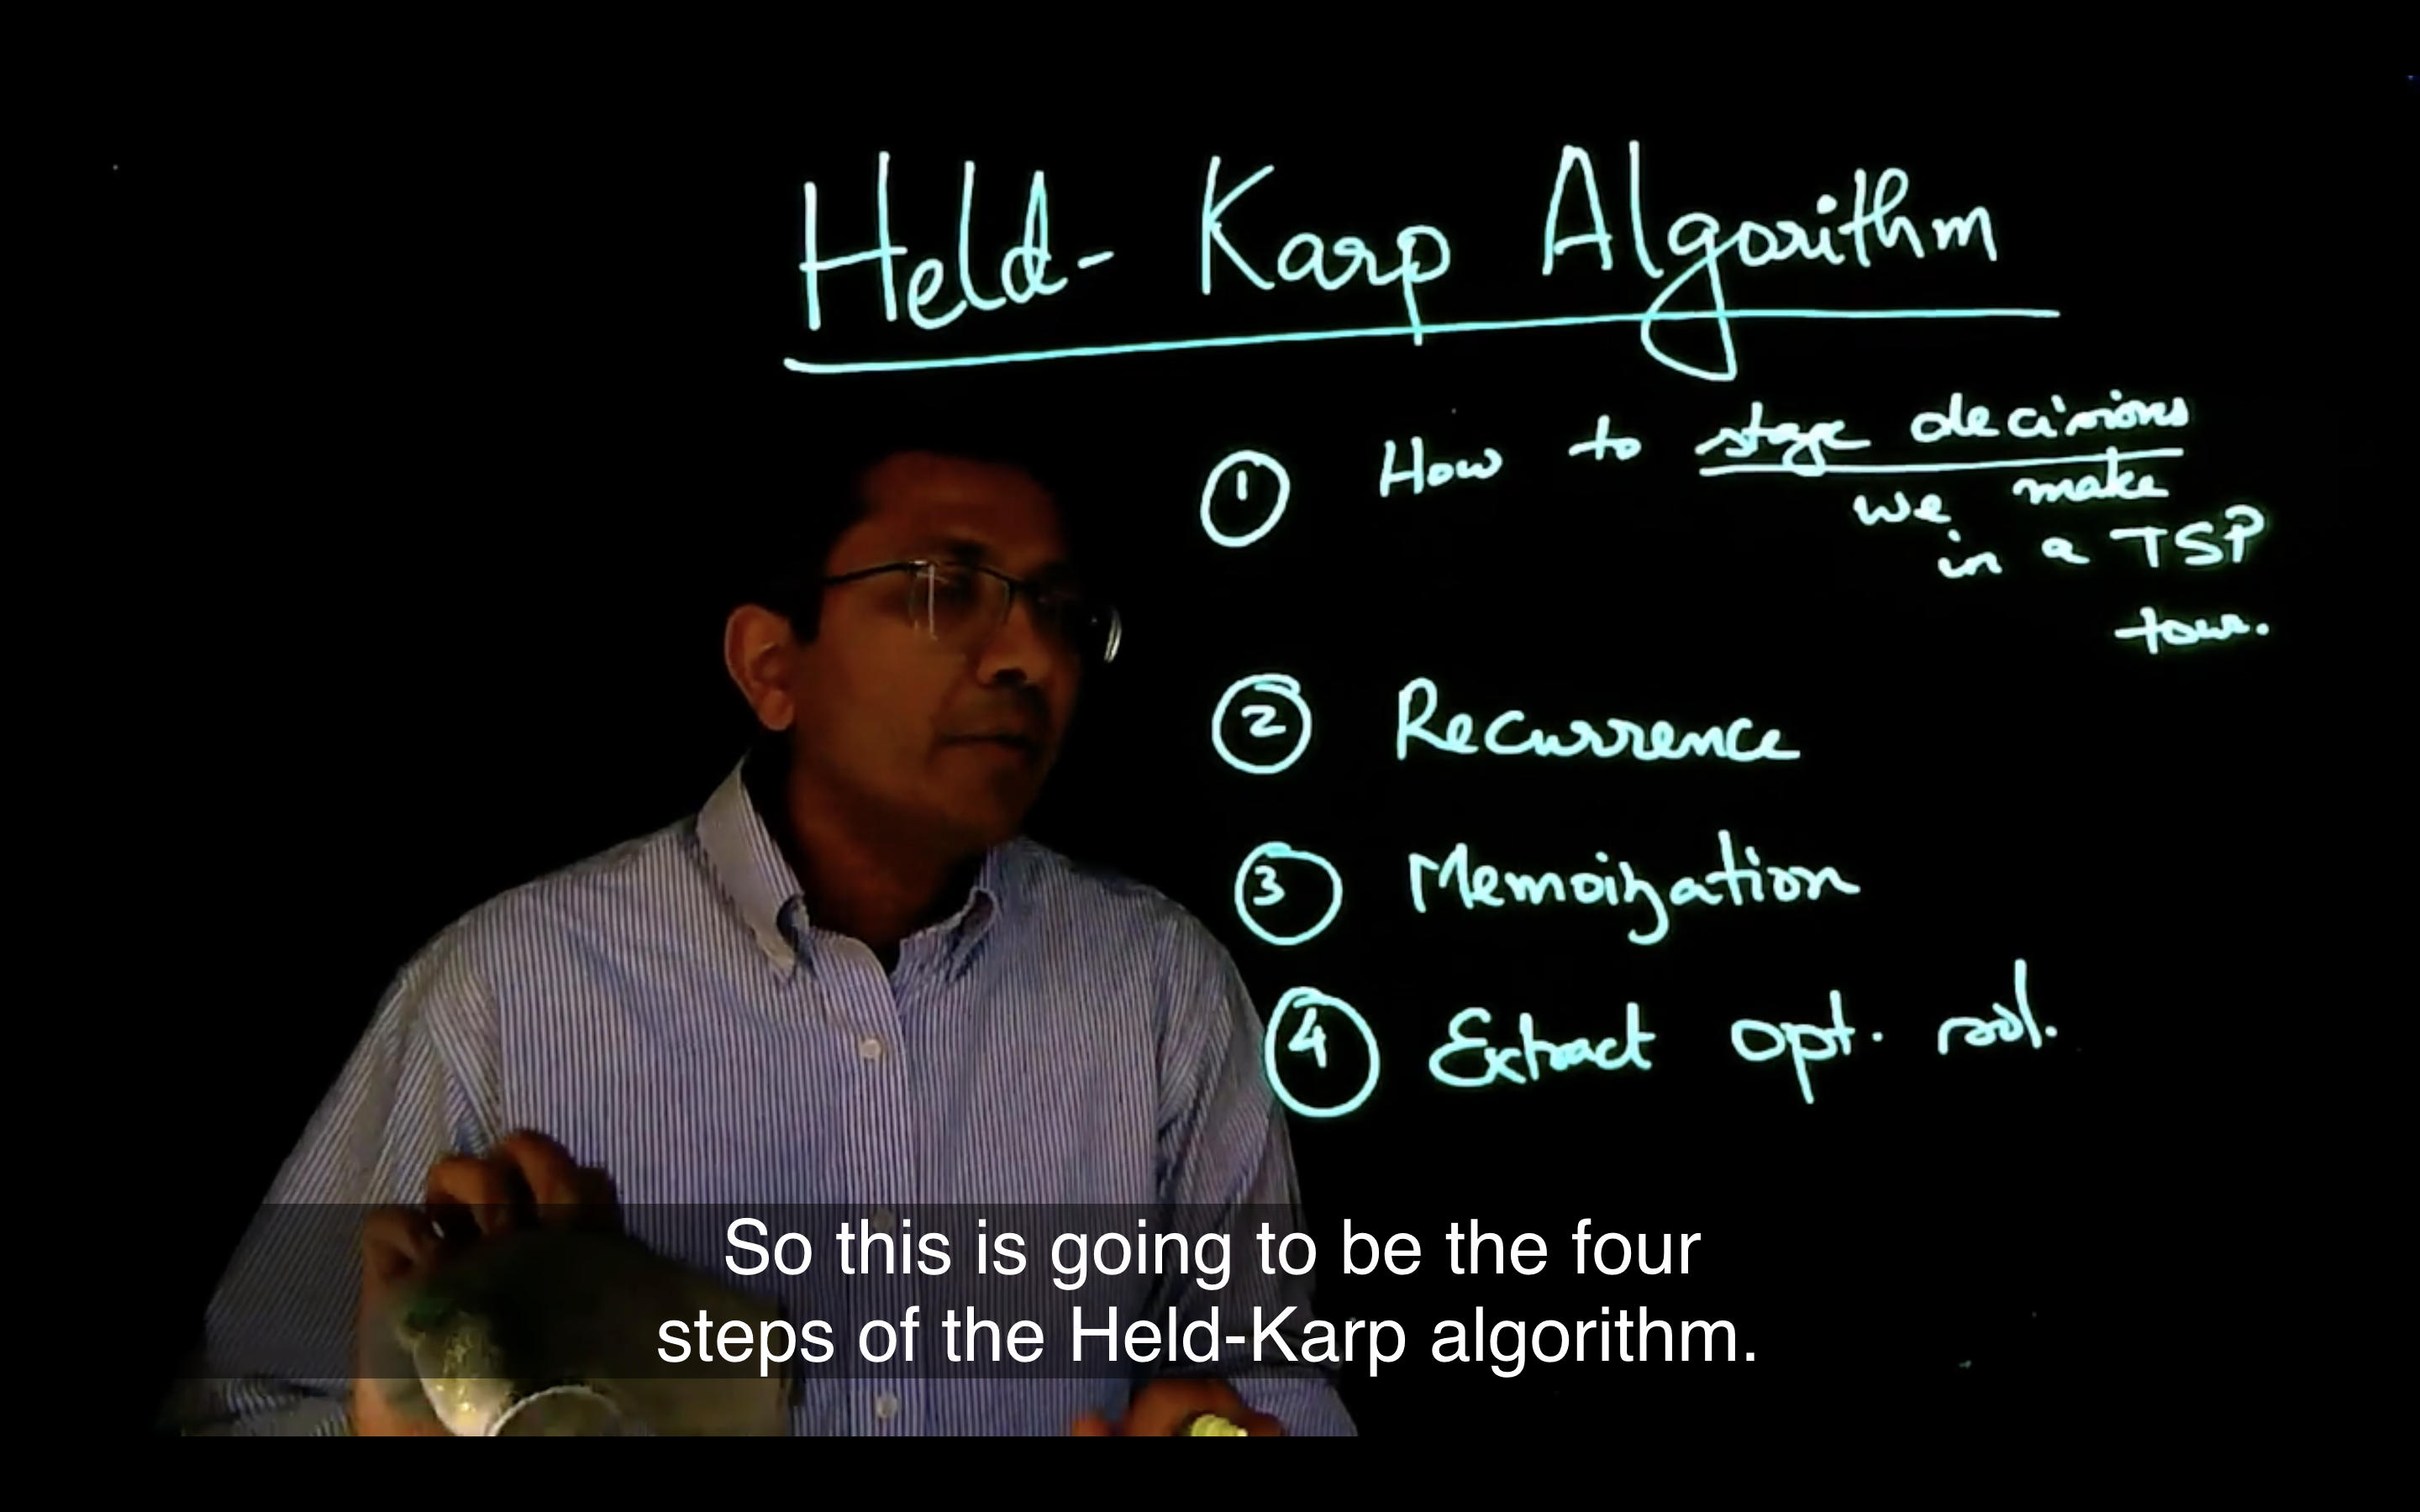 Held-Karp Algorithm
1 How to stage decisions
we make
in a TSP
tour.
2 Recurrence
3 Memoization
4 Extract opt. sol.
So this is going to be the four
steps of the Held-Karp algorithm.